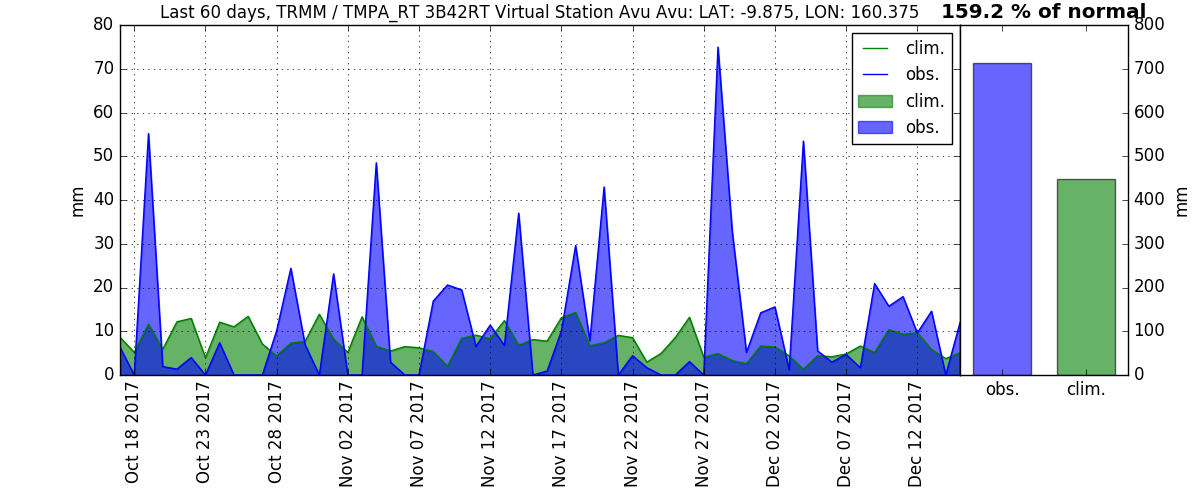 Last 60 days, TRMM / TMPA_RT 3B42RT Virtual Station Avu Avu: LAT: -9.875, LON: 160.375
159.2 % of normal
80
70
60
50
40
30
20
10
0
mm
clim.
obs.
clim.
obs.
Oct 18 2017
Oct 23 2017
Oct 28 2017
Nov 02 2017
Nov 07 2017
Nov 12 2017
Nov 17 2017
Nov 22 2017
Nov 27 2017
Dec 02 2017
Dec 07 2017
Dec 12 2017
800
700
600
500
400
300
200
100
0
mm
obs.
clim.